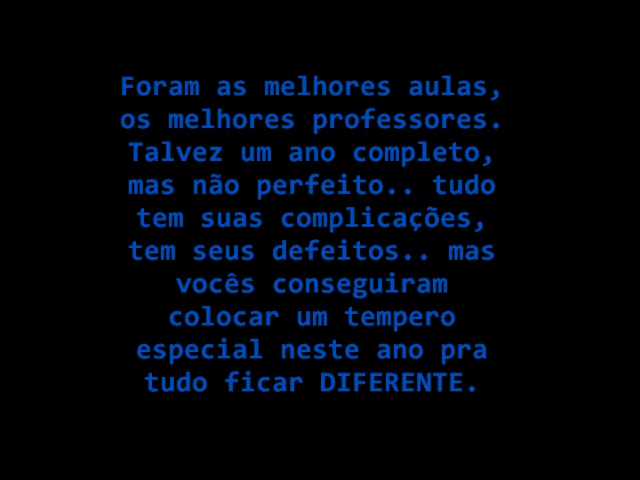 Foram as melhores aulas,
os melhores professores.
Talvez um ano completo,
mas não perfeito.. tudo
tem suas complicações,
tem seus defeitos.. mas
vocês conseguiram
colocar um tempero
especial neste ano pra
tudo ficar DIFERENTE.